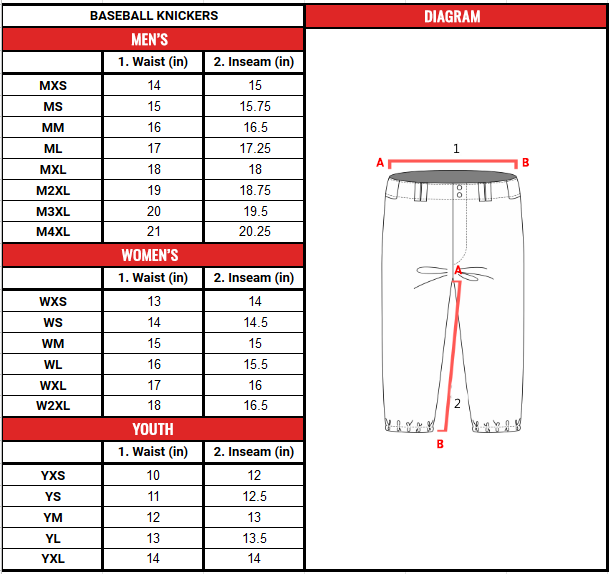 BASEBALL KNICKERS
MEN'S
1. Waist (in) 2. Inseam (in)
MXS 14 15
MS 15 15.75
MM 16 16.5
ML 17 17.25
MXL 18 18
M2XL 19 18.75
M3XL 20 19.5
M4XL 21 20.25
WOMEN'S
1. Waist (in) 2. Inseam (in)
WXS 13 14
WS 14 14.5
WM 15 15
WL 16 15.5
WXL 17 16
W2XL 18 16.5
YOUTH
1. Waist (in) 2. Inseam (in)
YXS 10 12
YS 11 12.5
YM 12 13
YL 13 13.5
YXL 14 14
DIAGRAM
1
A B
A
2
B